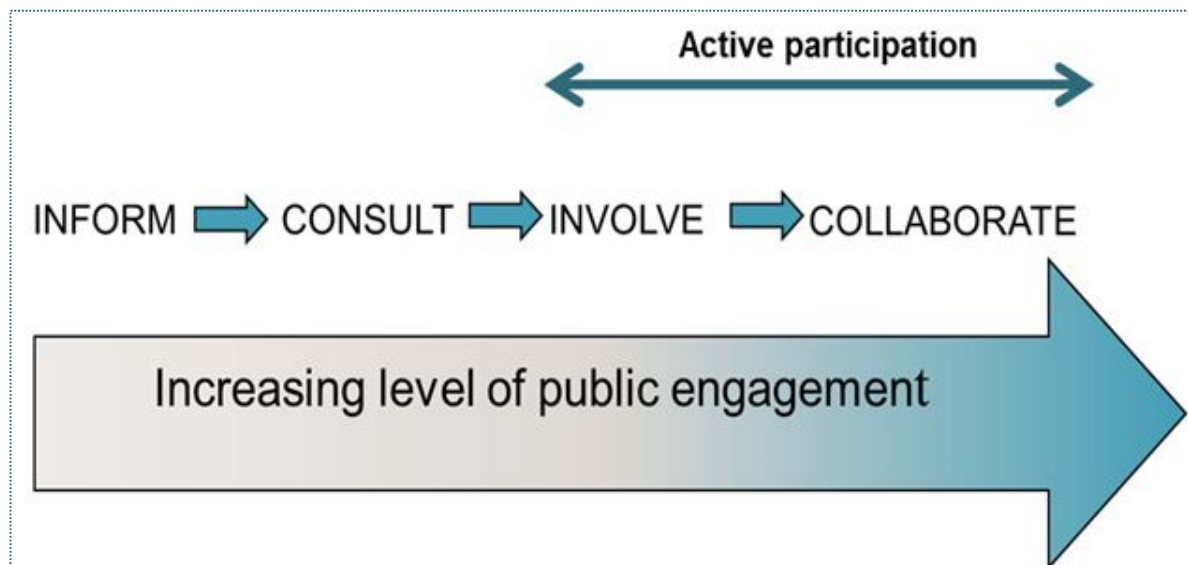 Active participation
INFORM CONSULT INVOLVE COLLABORATE
Increasing level of public engagement